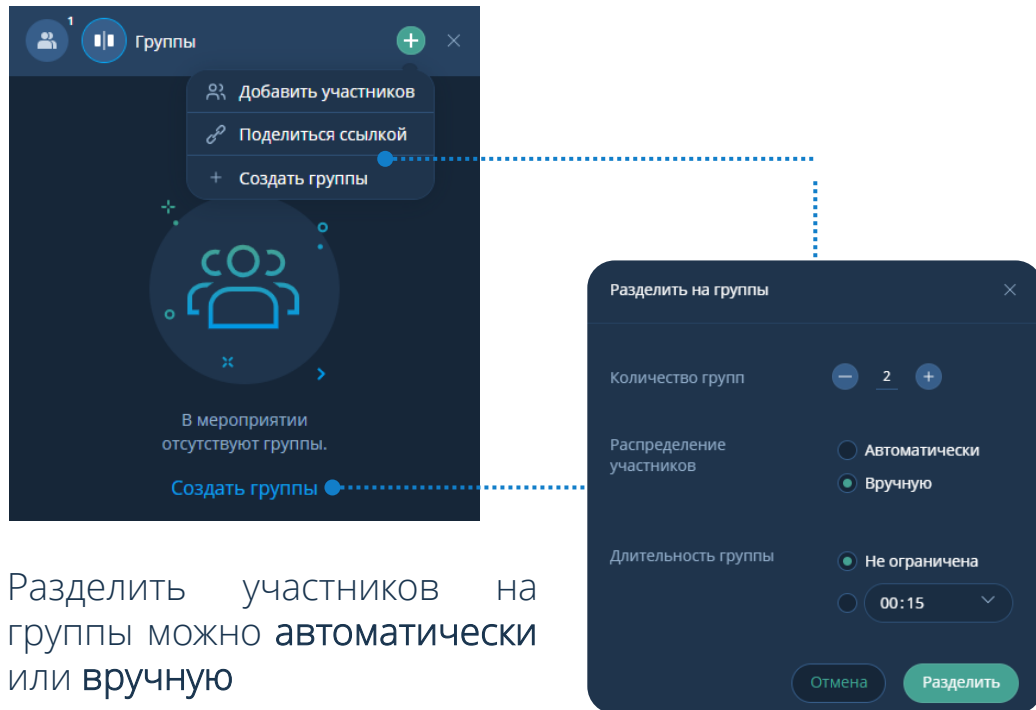 1
Группы
Добавить участников
Поделиться ссылкой
+ Создать группы
В мероприятии
отсутствуют группы.
Создать группы
Разделить участников на
группы можно автоматически
или вручную
Разделить на группы
Количество групп
2
Распределение
участников
Автоматически
Вручную
Длительность группы
Не ограничена
00:15
Отмена
Разделить